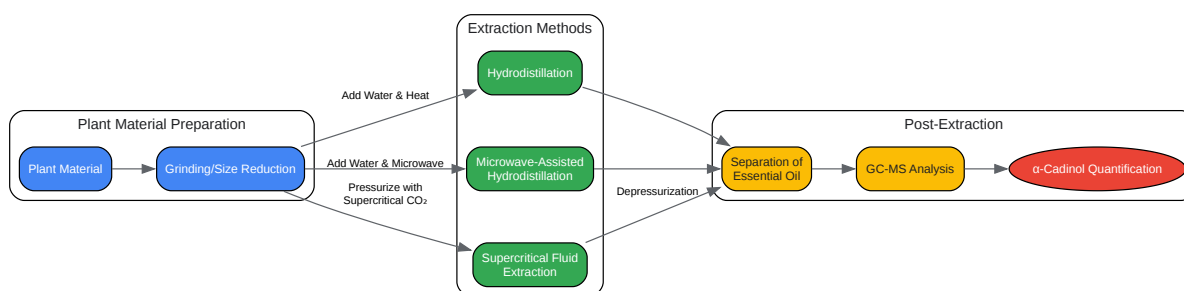 Plant Material Preparation
Plant Material
Grinding/Size Reduction
Add Water & Heat
Add Water & Microwave
Pressurize with
Supercritical CO₂
Extraction Methods
Hydrodistillation
Microwave-Assisted
Hydrodistillation
Supercritical Fluid
Extraction
Depressurization
Post-Extraction
Separation of
Essential Oil
GC-MS Analysis
α-Cadinol Quantification